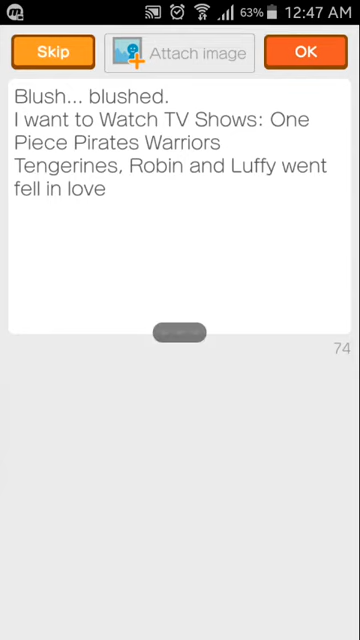 63% 12:47 AM
Skip Attach image OK
Blush... blushed.
I want to Watch TV Shows: One
Piece Pirates Warriors
Tengerines, Robin and Luffy went
fell in love
74